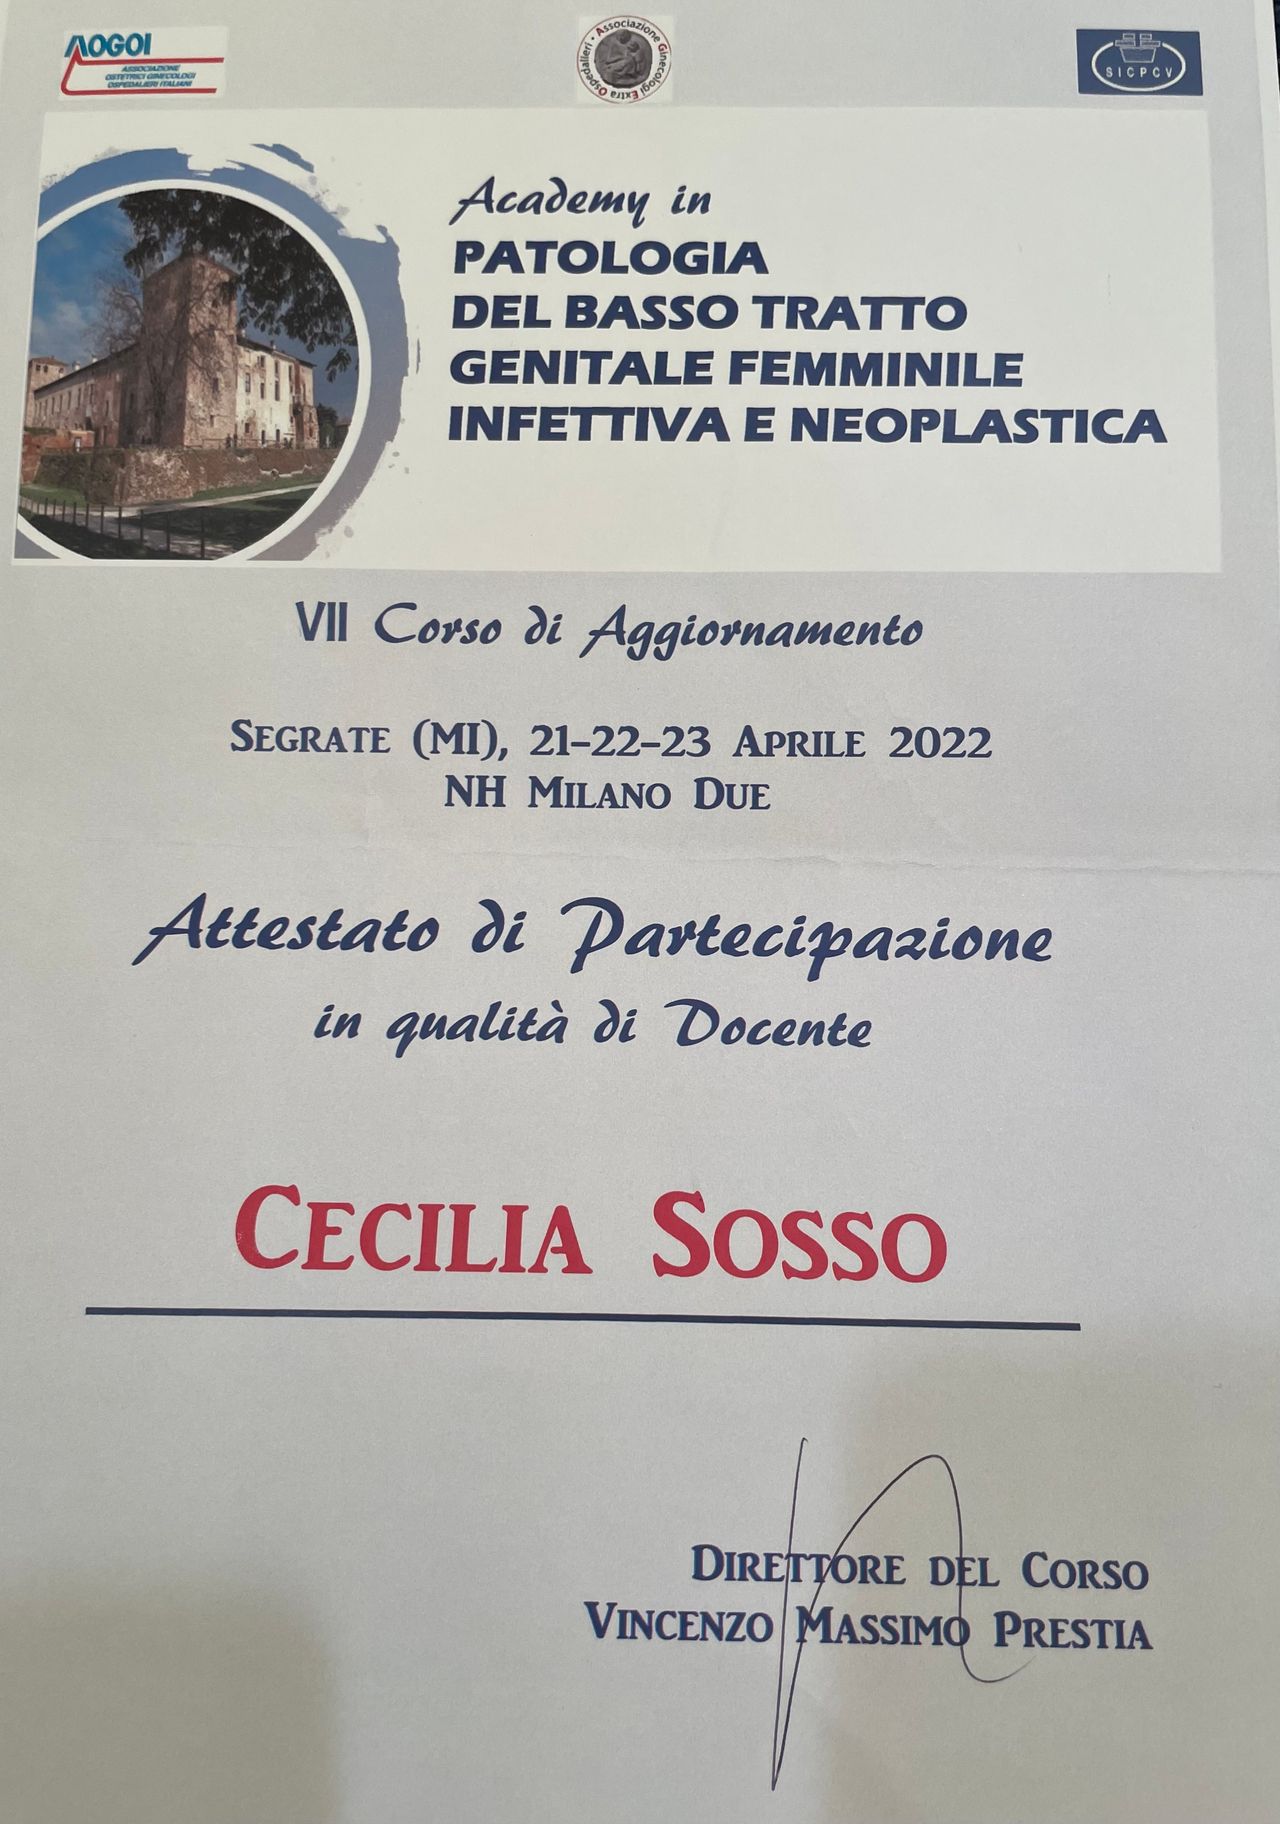 AOGOI
ASSOCIAZIONE
OSTETRICI GINECOLOGI
OSPEDALIERI ITALIANI
Associazione Ginecologi Extra Ospedalieri
SICPCV
Academy in
PATOLOGIA
DEL BASSO TRATTO
GENITALE FEMMINILE
INFETTIVA E NEOPLASTICA
VII Corso di Aggiornamento
SEGRATE (MI), 21-22-23 APRILE 2022
NH MILANO DUE
Attestato di Partecipazione
in qualità di Docente
CECILIA SOSSO
DIRETTORE DEL CORSO
VINCENZO MASSIMO PRESTIA